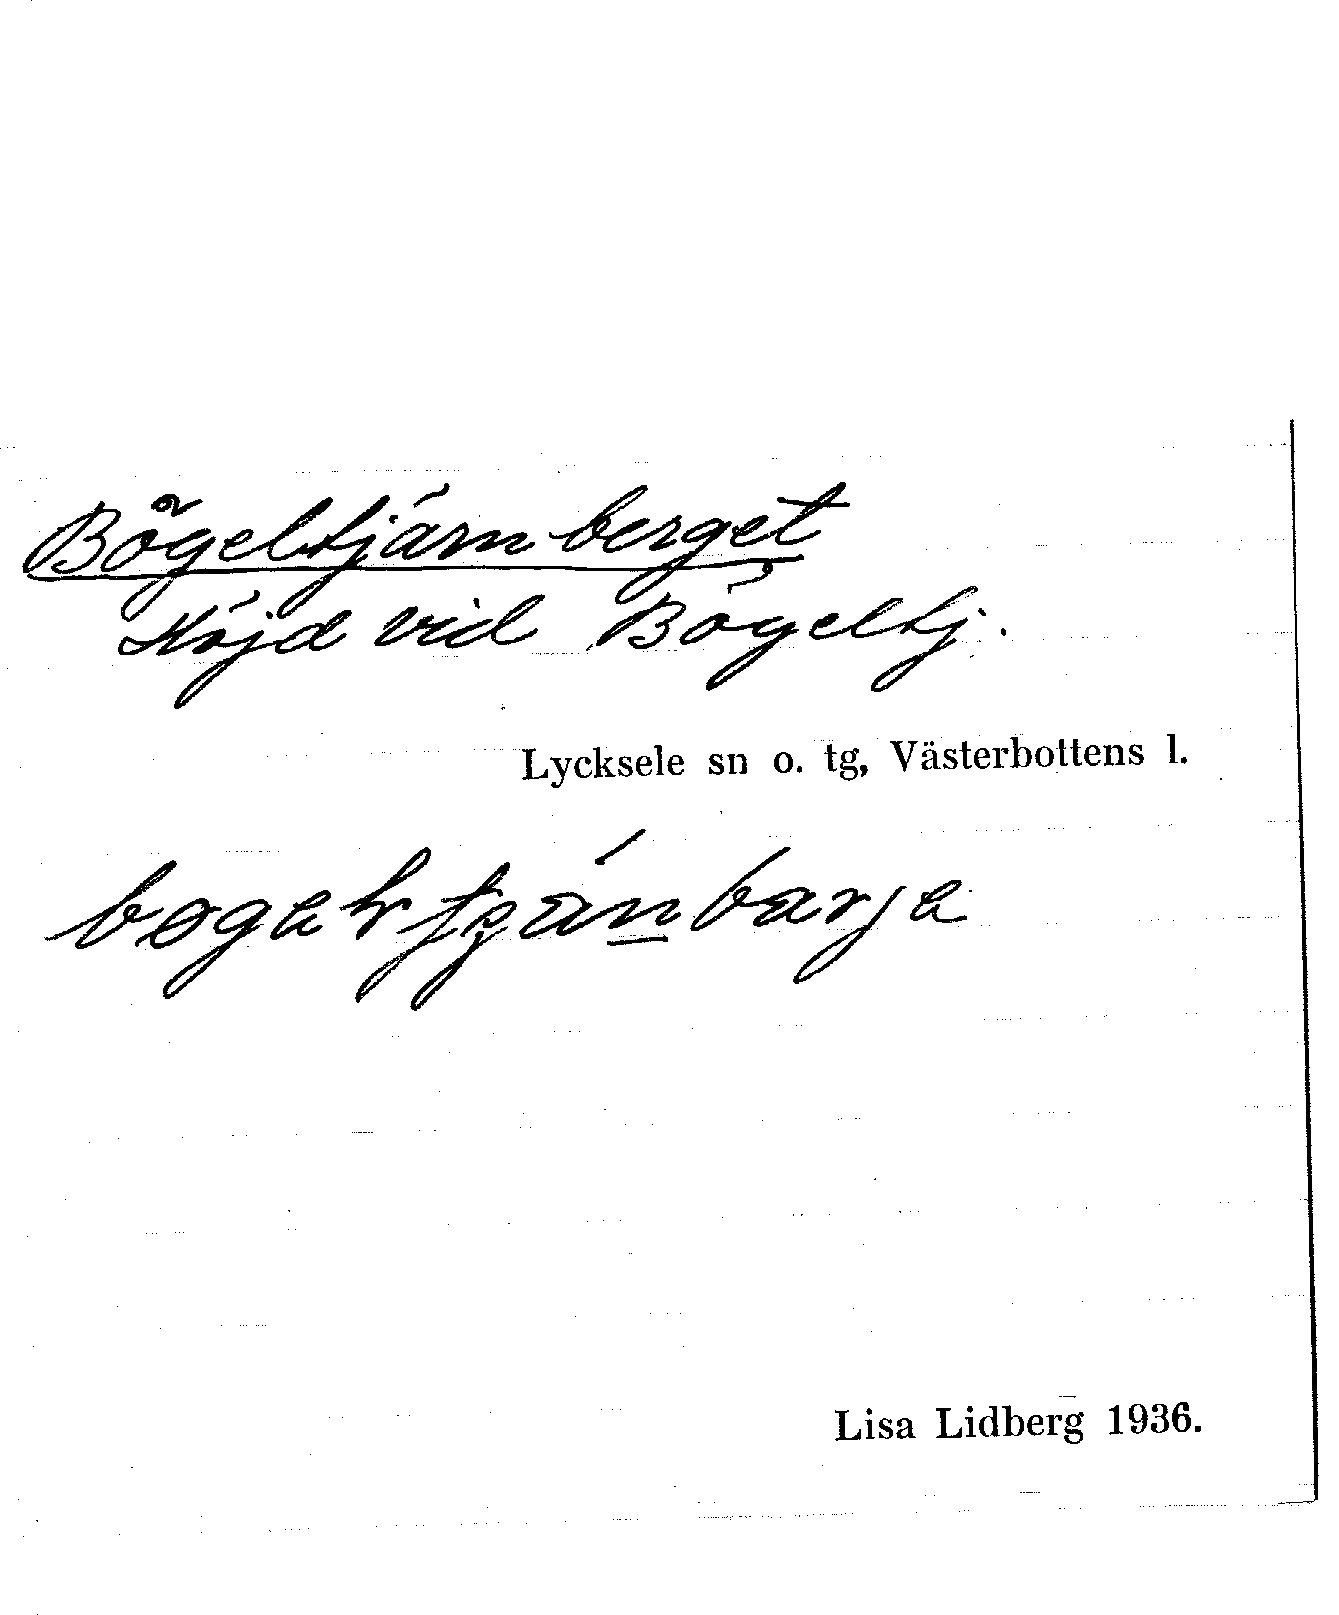 Bögeltjärnberget
Höjd vid Bögeltj.
Lycksele sn o. tg, Västerbottens l.
Lisa Lidberg 1936.